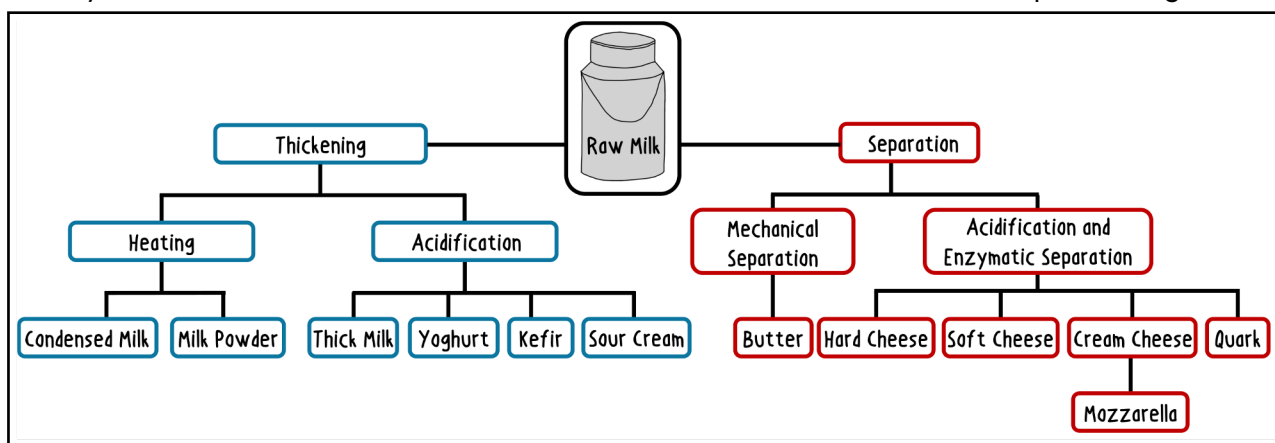 Raw Milk
Thickening
Separation
Heating
Acidification
Mechanical
Separation
Acidification and
Enzymatic Separation
Condensed Milk
Milk Powder
Thick Milk
Yoghurt
Kefir
Sour Cream
Butter
Hard Cheese
Soft Cheese
Cream Cheese
Quark
Mozzarella